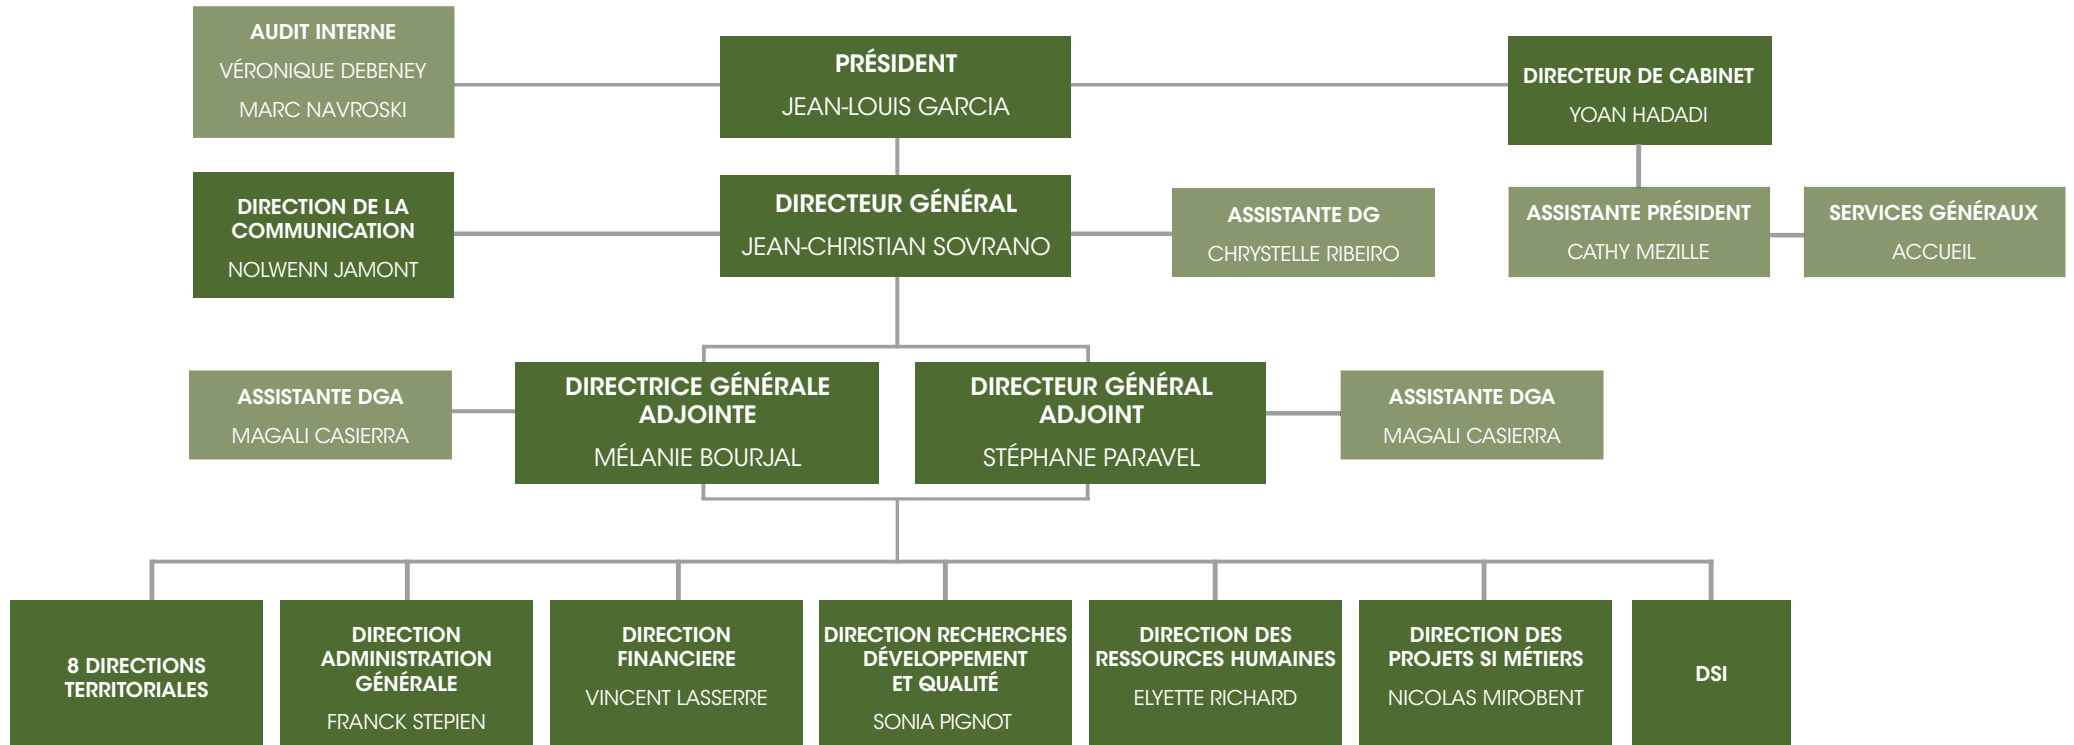 AUDIT INTERNE
VÉRONIQUE DEBENEY
MARC NAVROSKI
PRÉSIDENT
JEAN-LOUIS GARCIA
DIRECTEUR DE CABINET
YOAN HADADI
DIRECTION DE LA
COMMUNICATION
NOLWENN JAMONT
DIRECTEUR GÉNÉRAL
JEAN-CHRISTIAN SOVRANO
ASSISTANTE DG
CHRYSTELLE RIBEIRO
ASSISTANTE PRÉSIDENT
CATHY MEZILLE
SERVICES GÉNÉRAUX
ACCUEIL
ASSISTANTE DGA
MAGALI CASIERRA
DIRECTRICE GÉNÉRALE
ADJOINTE
MÉLANIE BOURJAL
DIRECTEUR GÉNÉRAL
ADJOINT
STÉPHANE PARAVEL
ASSISTANTE DGA
MAGALI CASIERRA
8 DIRECTIONS
TERRITORIALES
DIRECTION
ADMINISTRATION
GÉNÉRALE
FRANCK STEPIEN
DIRECTION
FINANCIERE
VINCENT LASSERRE
DIRECTION RECHERCHES
DÉVELOPPEMENT
ET QUALITÉ
SONIA PIGNOT
DIRECTION DES
RESSOURCES HUMAINES
ELYETTE RICHARD
DIRECTION DES
PROJETS SI MÉTIERS
NICOLAS MIROBENT
DSI